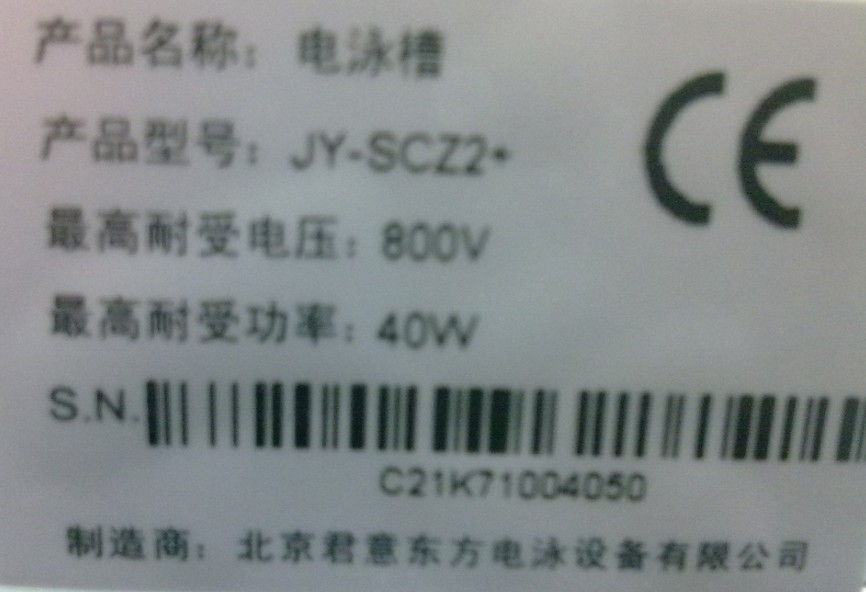 产品名称：电泳槽
CE
产品型号：JY-SCZ2+
最高耐受电压：800V
最高耐受功率：40W
S.N.
C21K71004050
制造商：北京君意东方电泳设备有限公司